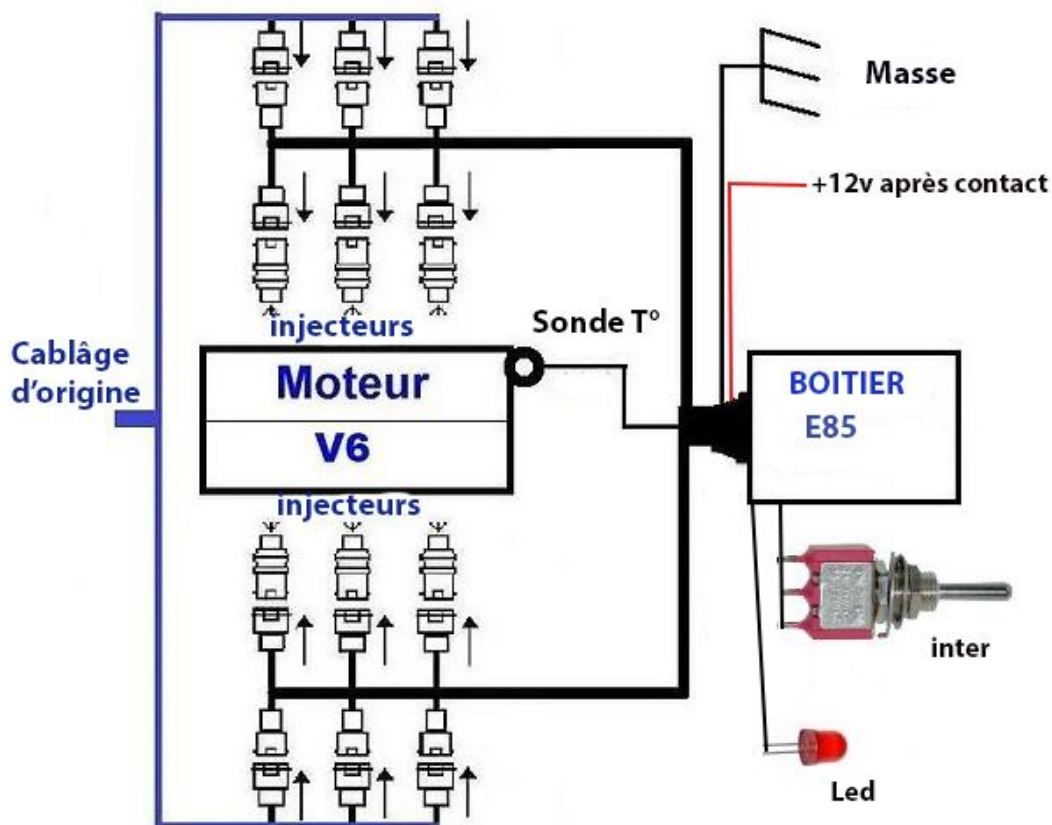 Masse
+12v après contact
injecteurs
Sonde T°
Cablâge
d'origine
Moteur
V6
BOITIER
E85
injecteurs
inter
Led